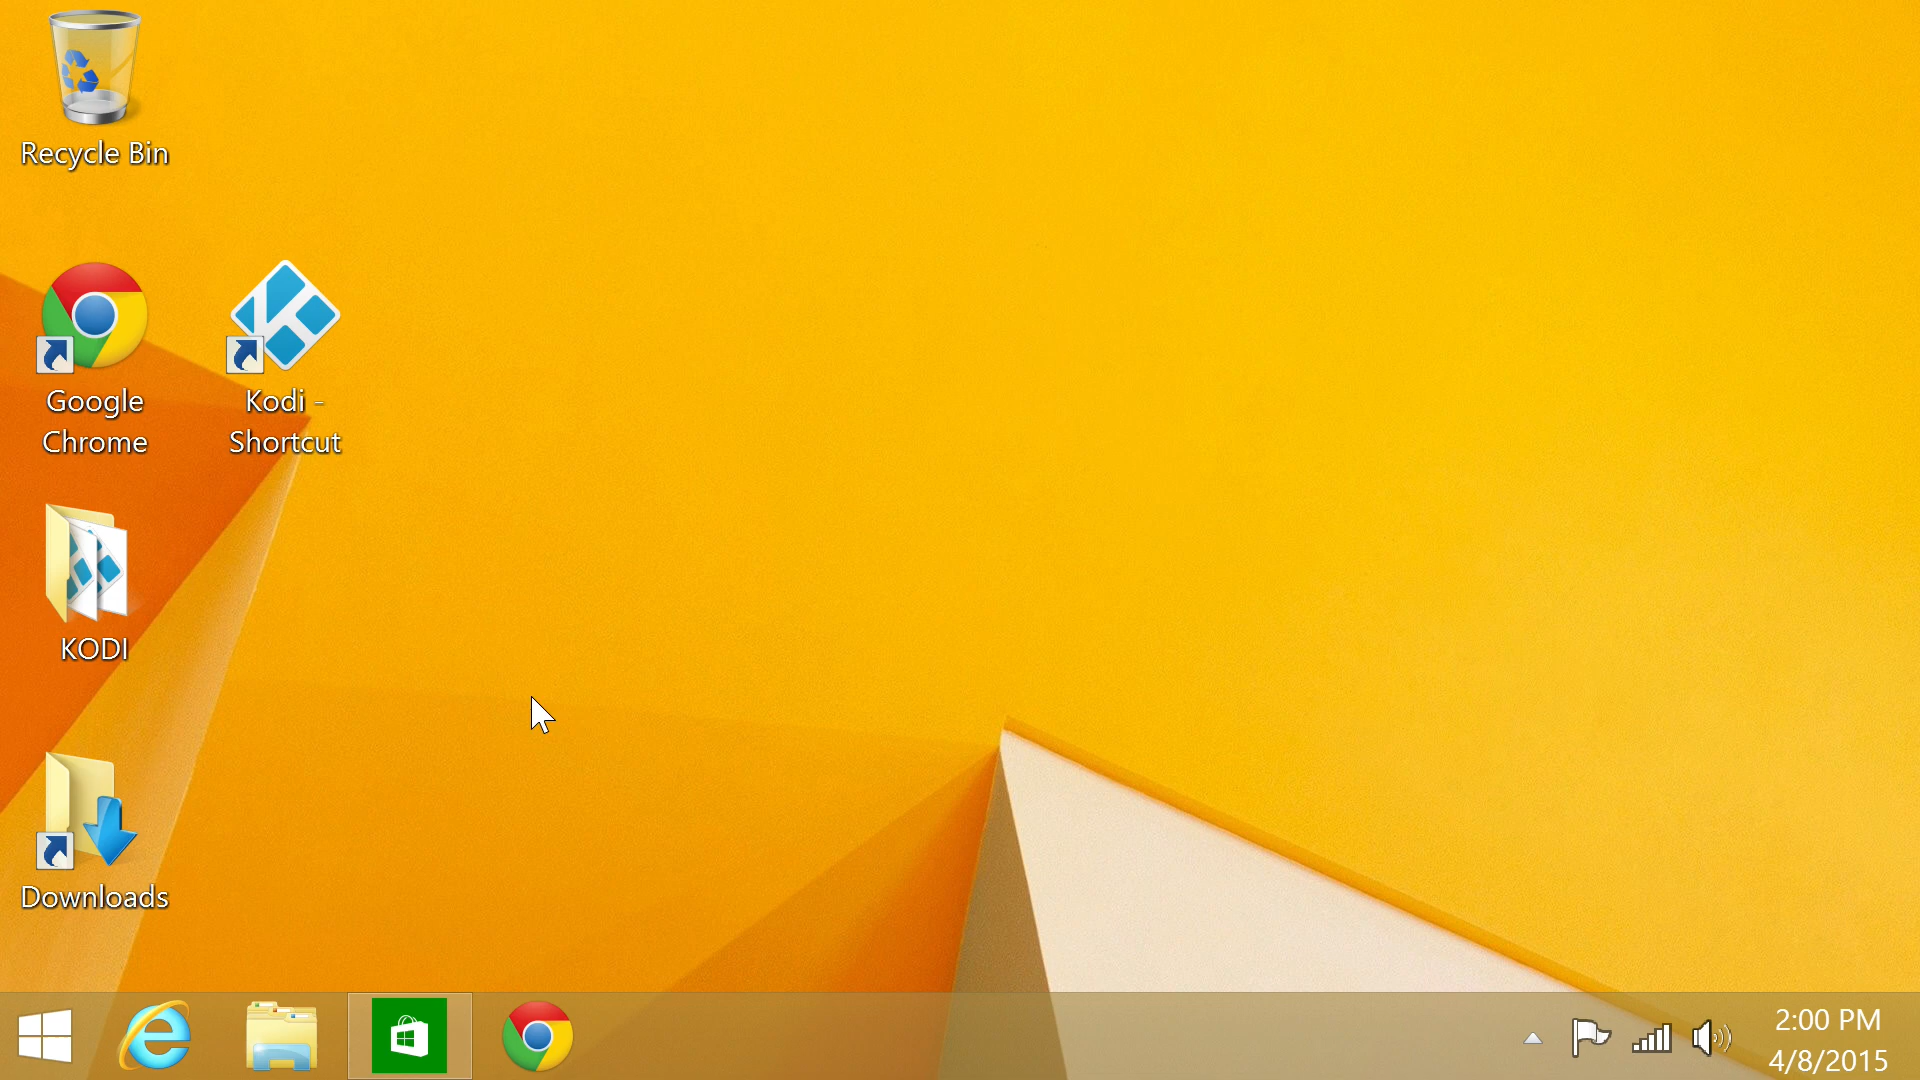 Recycle Bin
Google
Chrome
Kodi -
Shortcut
KODI
Downloads
2:00 PM
4/8/2015